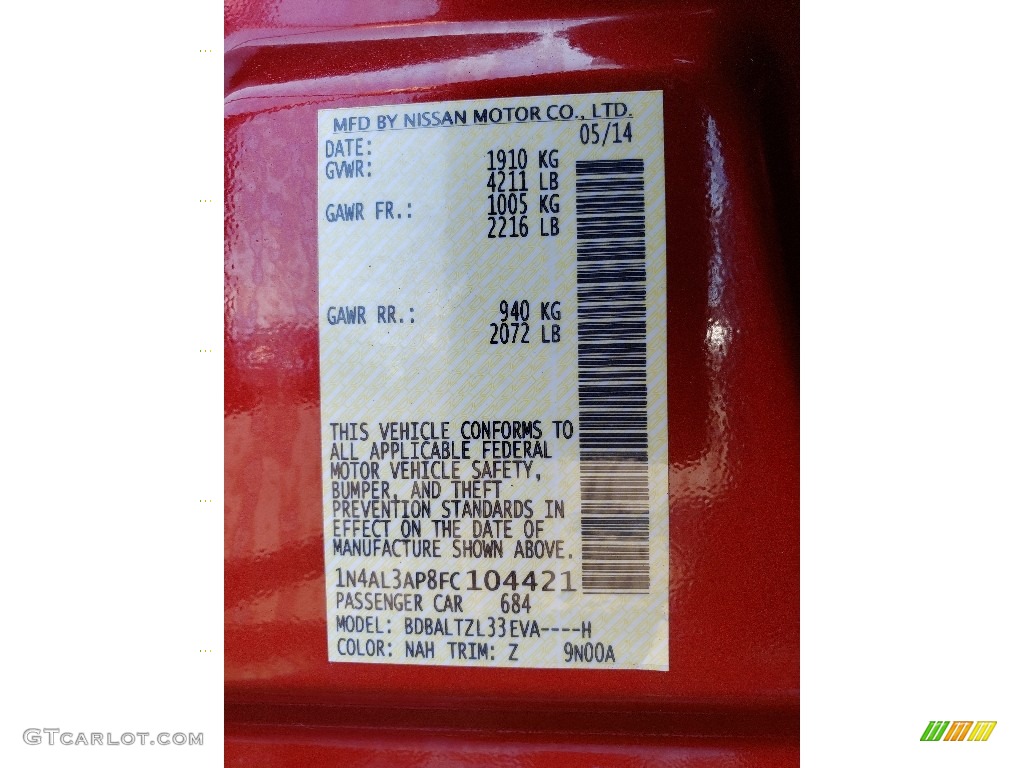 MFD BY NISSAN MOTOR CO., LTD.
DATE: 05/14
GVWR: 1910 KG
4211 LB
GAWR FR.: 1005 KG
2216 LB
GAWR RR.: 940 KG
2072 LB
THIS VEHICLE CONFORMS TO
ALL APPLICABLE FEDERAL
MOTOR VEHICLE SAFETY,
BUMPER, AND THEFT
PREVENTION STANDARDS IN
EFFECT ON THE DATE OF
MANUFACTURE SHOWN ABOVE.
1N4AL3AP8FC104421
PASSENGER CAR 684
MODEL: BDBALTZL33EVA----H
COLOR: NAH TRIM: Z 9N00A
GTCarlot.com